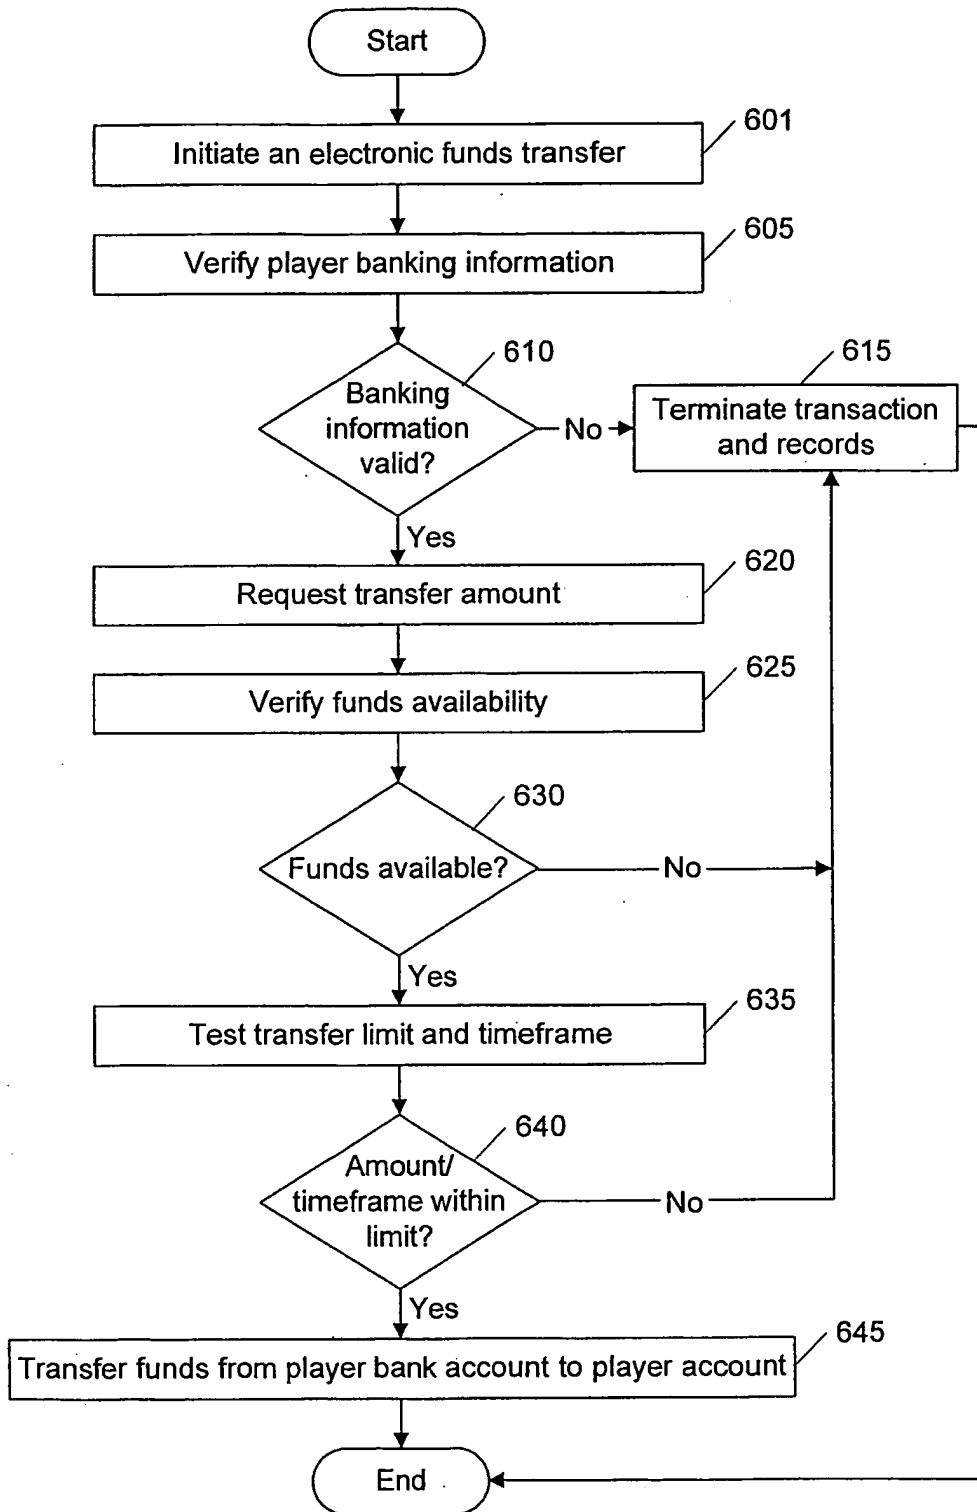 Start
601
Initiate an electronic funds transfer
605
Verify player banking information
610
Banking
information
valid?
No
615
Terminate transaction
and records
Yes
620
Request transfer amount
625
Verify funds availability
630
Funds available?
No
Yes
635
Test transfer limit and timeframe
640
Amount/
timeframe within
limit?
No
Yes
645
Transfer funds from player bank account to player account
End